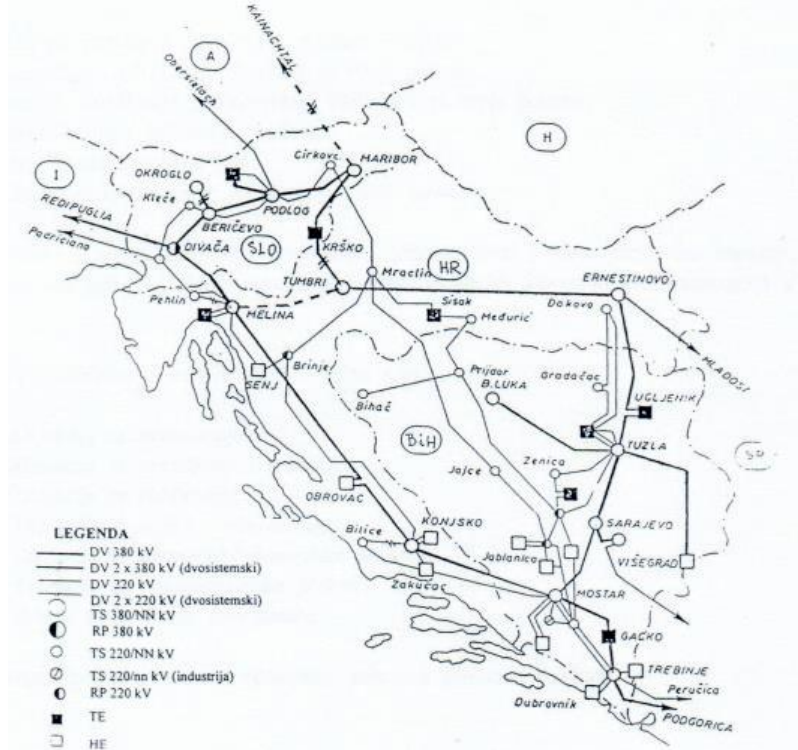 KAINACHTAL
A
Obersielach
H
I
OKROGLO
Cirkovce
MARIBOR
Kleče
PODLOG
REDIPUGLIA
BERIČEVO
Padriciano
DIVAČA
SLO
KRŠKO
HR
Mraclin
TUMBRI
ERNESTINOVO
Pehlin
MELINA
Sisak
Međurić
Đakovo
MLADOST
Brinje
SENJ
Prijedor
Gradačac
B.LUKA
UGLJENIK
Bihać
BiH
TUZLA
Zenica
Jajce
OBROVAC
SARAJEVO
LEGENDA
Bilice
KONJSKO
VIŠEGRAD
DV 380 kV
Jablanica
DV 2 x 380 kV (dvosistemski)
DV 220 kV
Zakučac
DV 2 x 220 kV (dvosistemski)
MOSTAR
TS 380/NN kV
GACKO
RP 380 kV
TS 220/NN kV
TREBINJE
TS 220/nn kV (industrija)
Peručica
RP 220 kV
Dubrovnik
PODGORICA
TE
HE